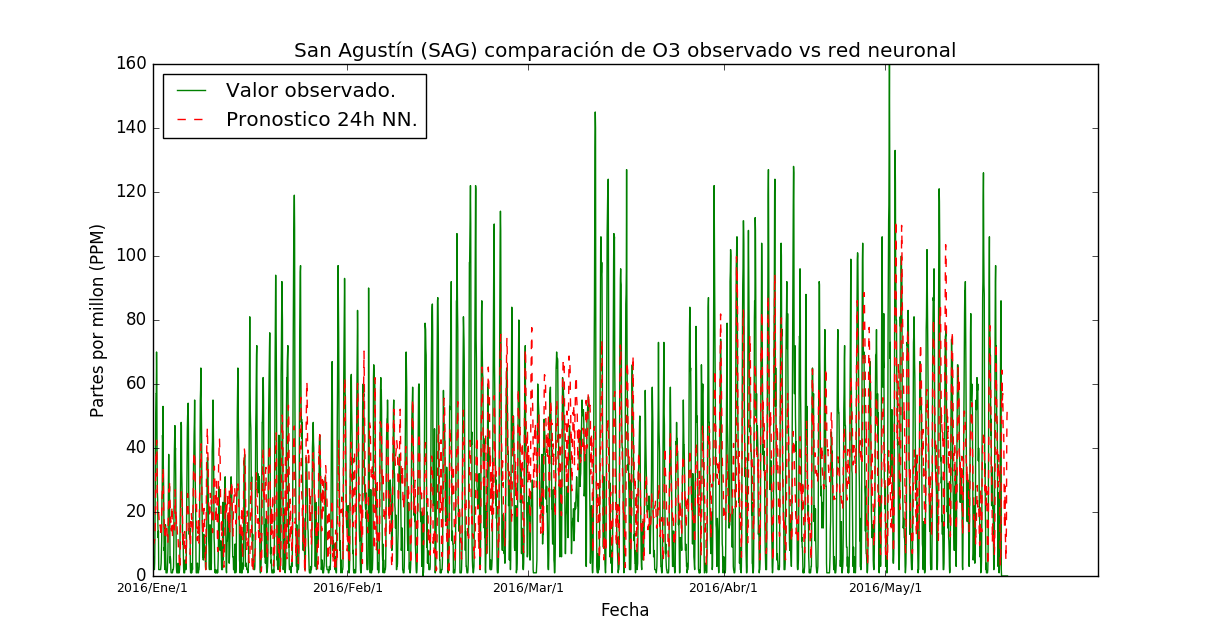 San Agustín (SAG) comparación de O3 observado vs red neuronal
160
140
120
100
80
60
40
20
0
Partes por millon (PPM)
Valor observado.
Pronostico 24h NN.
2016/Ene/1
2016/Feb/1
2016/Mar/1
2016/Abr/1
2016/May/1
Fecha